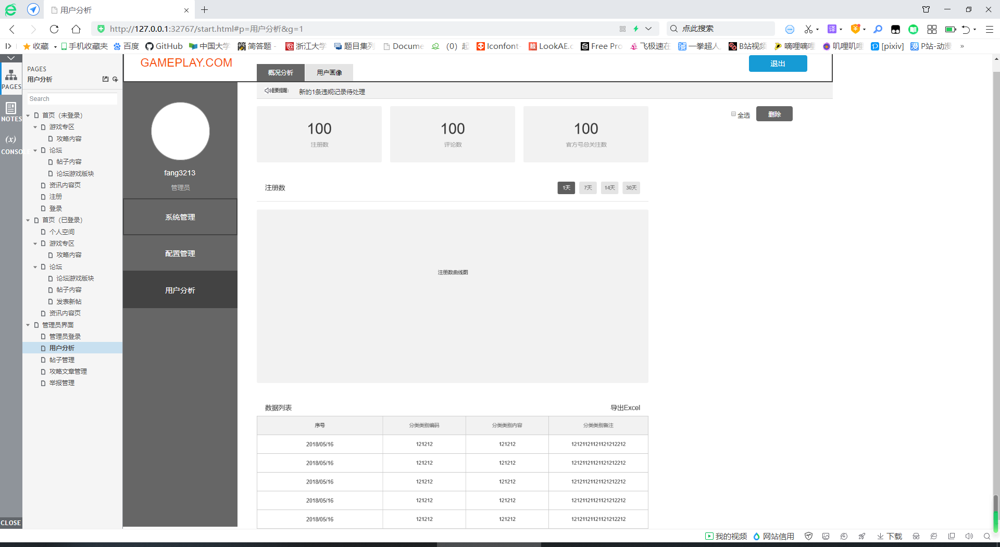 用户分析
http://127.0.0.1:32767/start.html#p=用户分析&g=1
点此搜索
收藏
手机收藏夹
百度
GitHub
中国大学
简答题 -
浙江大学
题目集列
Docume
(0)
Iconfont-
LookAE.c
Free Pro
飞极速在
一拳超人
B站视频
嘀哩嘀哩
叽哩叽哩
[pixiv]
P站-动漫
»
PAGES
NOTES
(x)
CONSOLE
CLOSE
PAGES
用户分析
Search
首页（未登录）
游戏专区
攻略内容
论坛
帖子内容
论坛游戏版块
资讯内容页
注册
登录
首页（已登录）
个人空间
游戏专区
攻略内容
论坛
论坛游戏版块
帖子内容
发表新帖
资讯内容页
管理员界面
管理员登录
用户分析
帖子管理
攻略文章管理
举报管理
GAMEPLAY.COM
概况分析
用户画像
退出
重要提醒:
新的1条违规记录待处理
fang3213
管理员
系统管理
配置管理
用户分析
100
注册数
100
评论数
100
官方号总关注数
全选
删除
注册数
1天
7天
14天
30天
注册数曲线图
数据列表
导出Excel
序号 分类类别编码 分类类别内容 分类类别备注
2018/05/16 121212 121212 12121121121121212212
2018/05/16 121212 121212 12121121121121212212
2018/05/16 121212 121212 12121121121121212212
2018/05/16 121212 121212 12121121121121212212
2018/05/16 121212 121212 12121121121121212212
我的视频
网站信用
下载